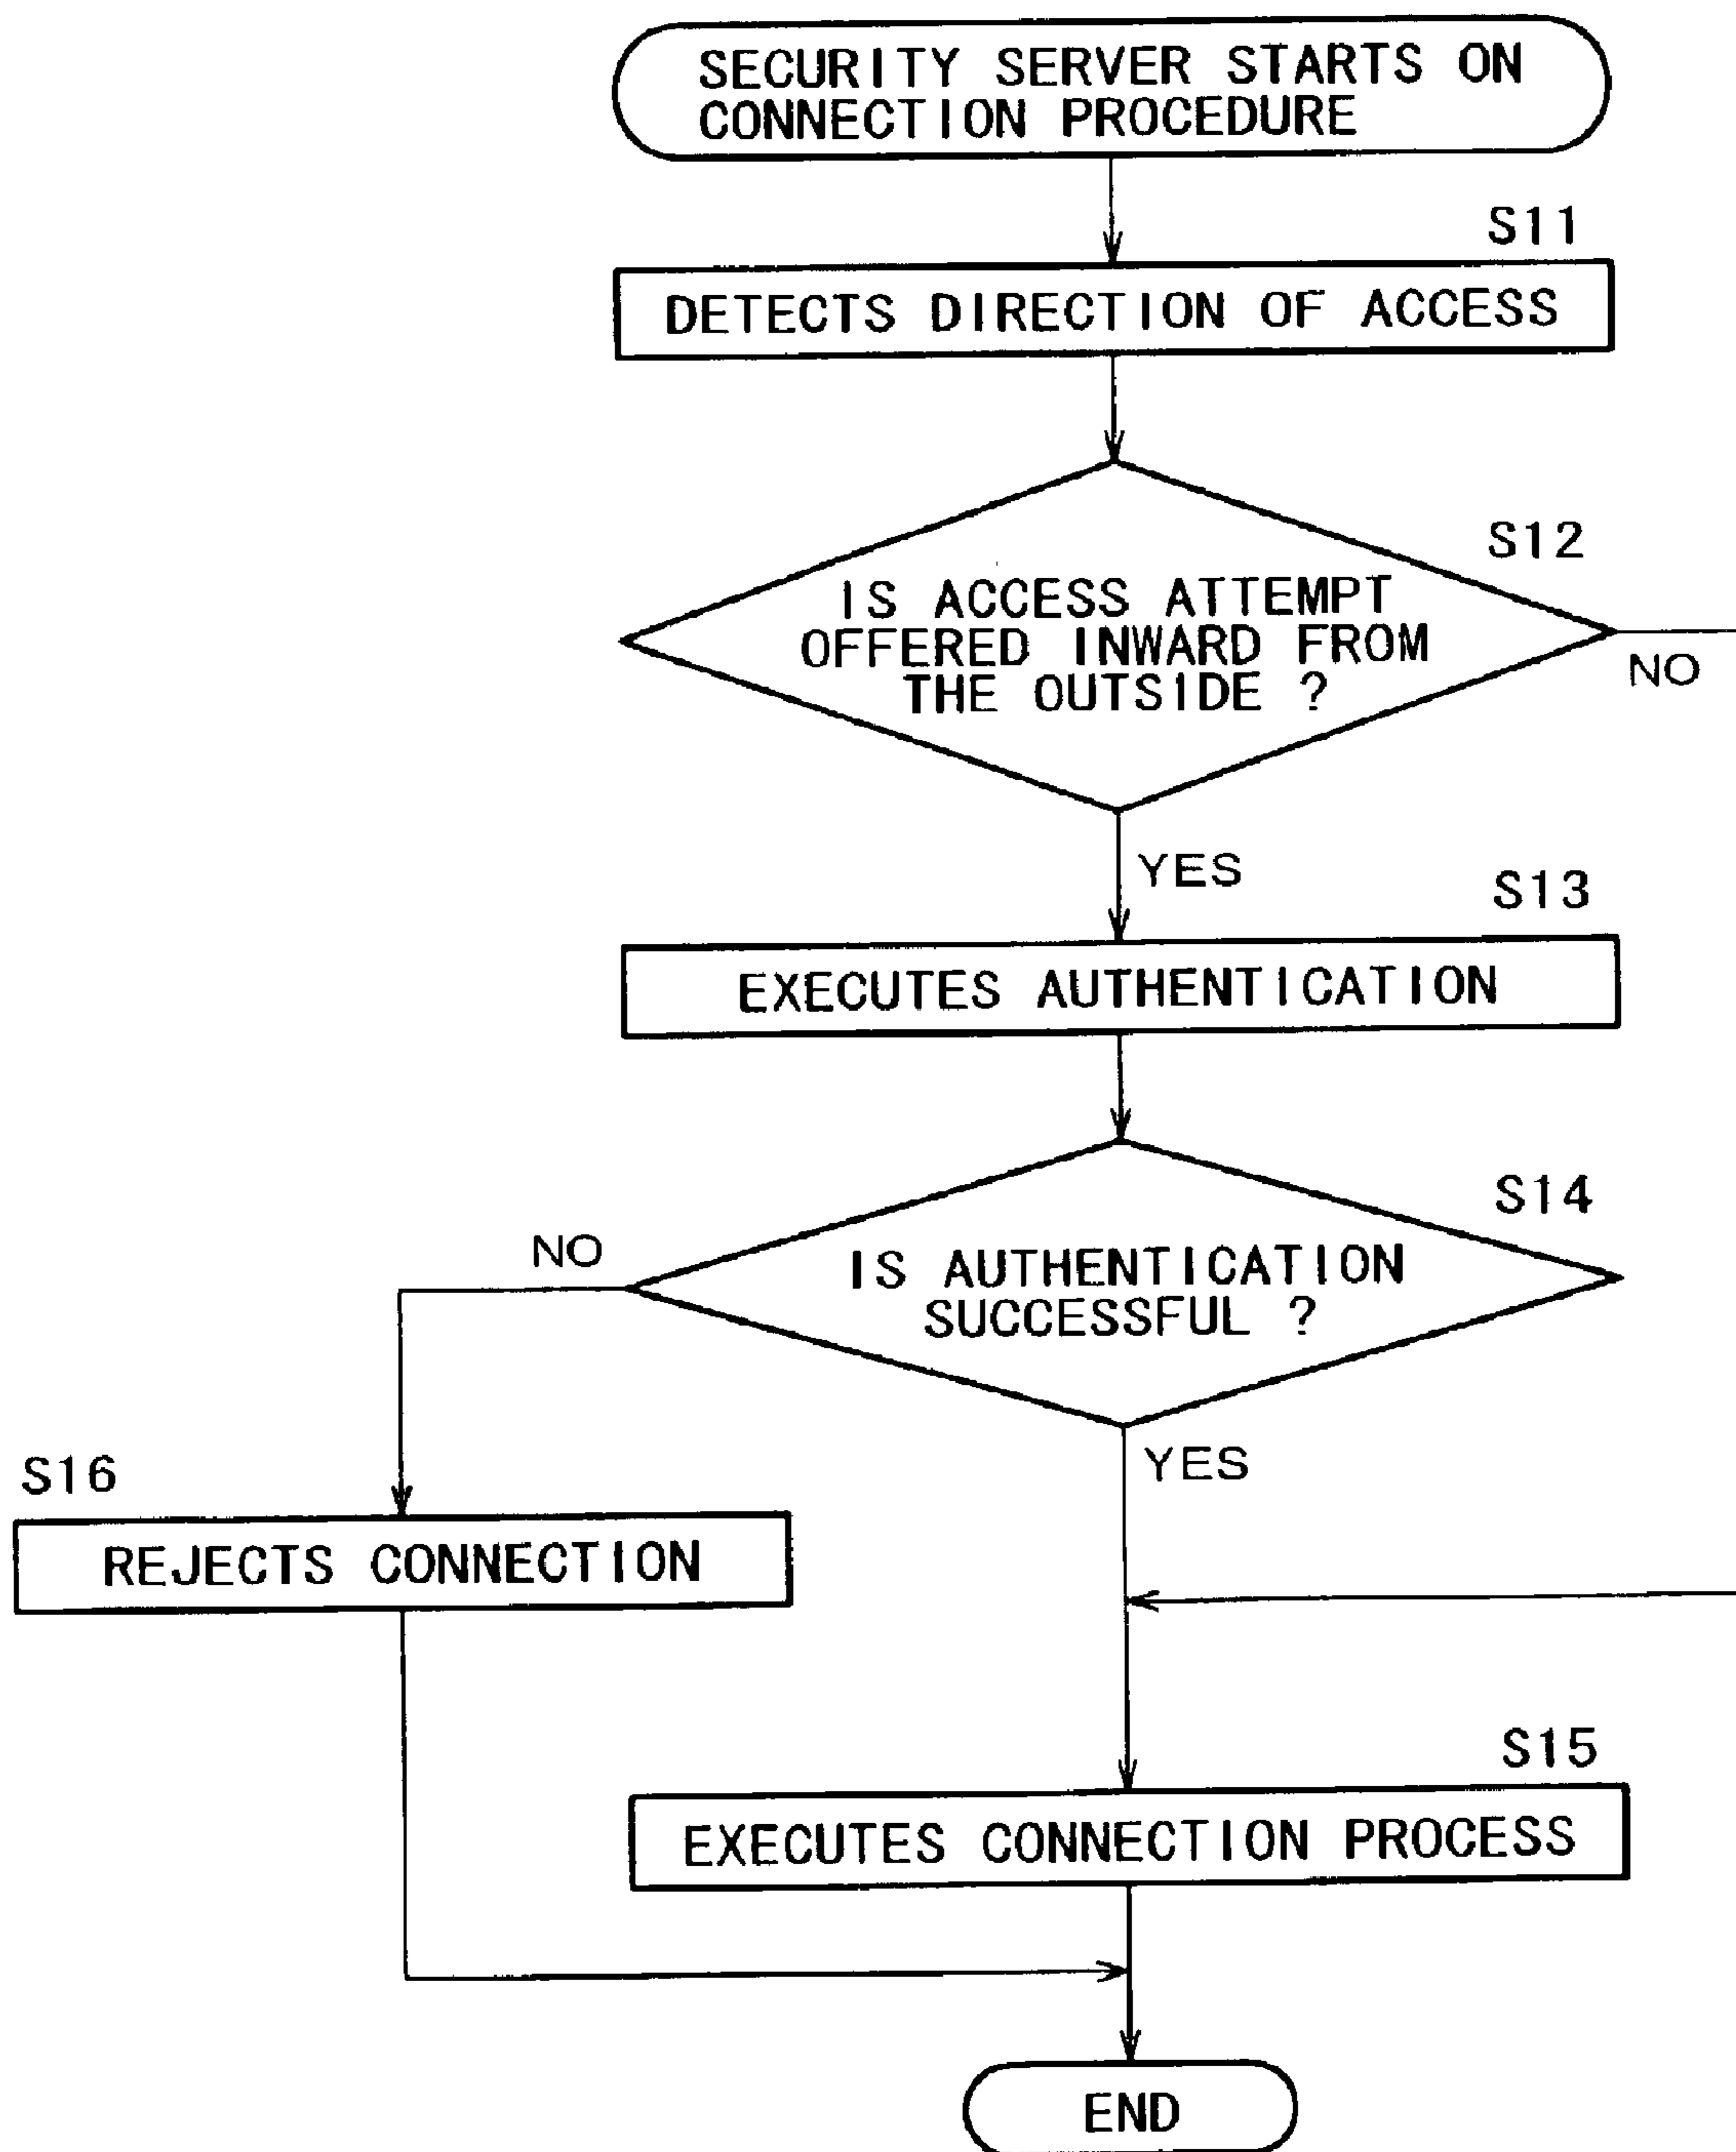 SECURITY SERVER STARTS ON
CONNECTION PROCEDURE
S11
DETECTS DIRECTION OF ACCESS
S12
IS ACCESS ATTEMPT
OFFERED INWARD FROM
THE OUTSIDE ?
NO
YES
S13
EXECUTES AUTHENTICATION
S14
NO
IS AUTHENTICATION
SUCCESSFUL ?
YES
S16
REJECTS CONNECTION
S15
EXECUTES CONNECTION PROCESS
END